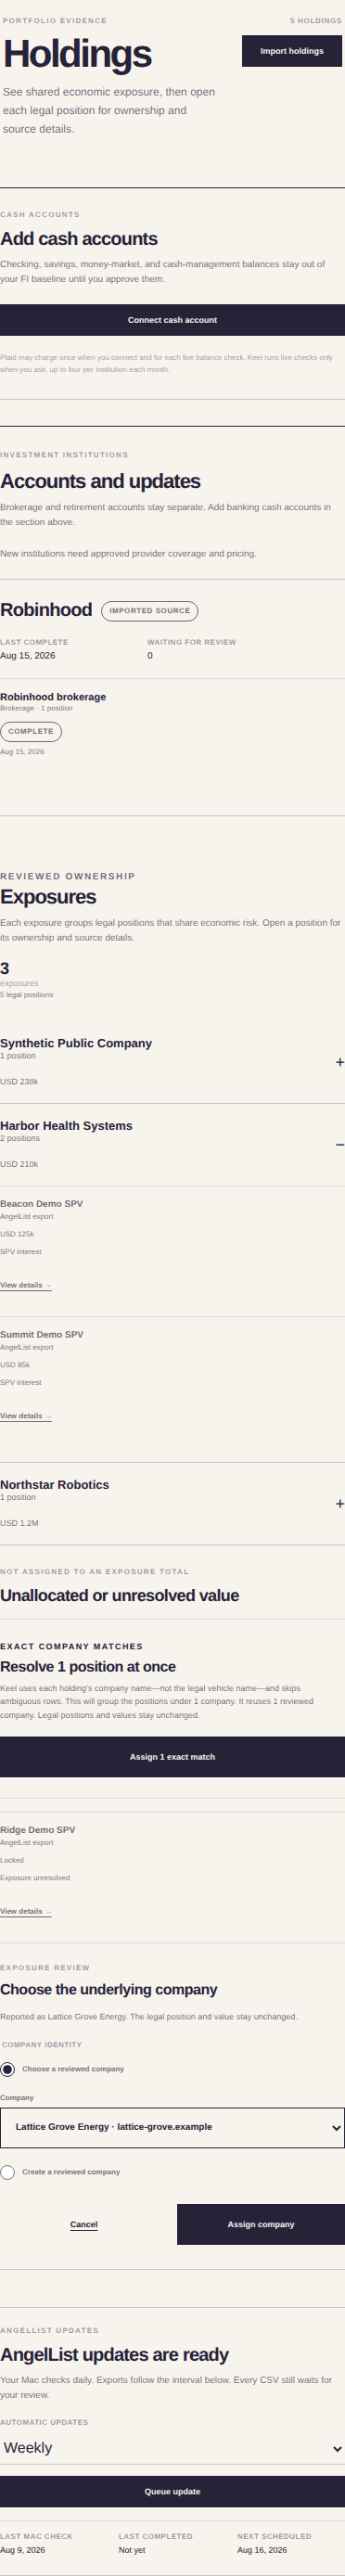 PORTFOLIO EVIDENCE
5 HOLDINGS
Holdings
Import holdings
See shared economic exposure, then open
each legal position for ownership and
source details.
CASH ACCOUNTS
Add cash accounts
Checking, savings, money-market, and cash-management balances stay out of
your FI baseline until you approve them.
Connect cash account
Plaid may charge once when you connect and for each live balance check. Keel runs live checks only
when you ask, up to four per institution each month.
INVESTMENT INSTITUTIONS
Accounts and updates
Brokerage and retirement accounts stay separate. Add banking cash accounts in
the section above.
New institutions need approved provider coverage and pricing.
Robinhood IMPORTED SOURCE
LAST COMPLETE WAITING FOR REVIEW
Aug 15, 2026 0
Robinhood brokerage
Brokerage · 1 position
COMPLETE
Aug 15, 2026
REVIEWED OWNERSHIP
Exposures
Each exposure groups legal positions that share economic risk. Open a position for
its ownership and source details.
3
exposures
5 legal positions
Synthetic Public Company
1 position
+
USD 238k
Harbor Health Systems
2 positions
−
USD 210k
Beacon Demo SPV
AngelList export
USD 125k
SPV interest
View details →
Summit Demo SPV
AngelList export
USD 85k
SPV interest
View details →
Northstar Robotics
1 position
+
USD 1.2M
NOT ASSIGNED TO AN EXPOSURE TOTAL
Unallocated or unresolved value
EXACT COMPANY MATCHES
Resolve 1 position at once
Keel uses each holding's company name—not the legal vehicle name—and skips
ambiguous rows. This will group the positions under 1 company. It reuses 1 reviewed
company. Legal positions and values stay unchanged.
Assign 1 exact match
Ridge Demo SPV
AngelList export
Locked
Exposure unresolved
View details →
EXPOSURE REVIEW
Choose the underlying company
Reported as Lattice Grove Energy. The legal position and value stay unchanged.
COMPANY IDENTITY
Choose a reviewed company
Company
Lattice Grove Energy · lattice-grove.example
Create a reviewed company
Cancel Assign company
ANGELLIST UPDATES
AngelList updates are ready
Your Mac checks daily. Exports follow the interval below. Every CSV still waits for
your review.
AUTOMATIC UPDATES
Weekly
Queue update
LAST MAC CHECK LAST COMPLETED NEXT SCHEDULED
Aug 9, 2026 Not yet Aug 16, 2026